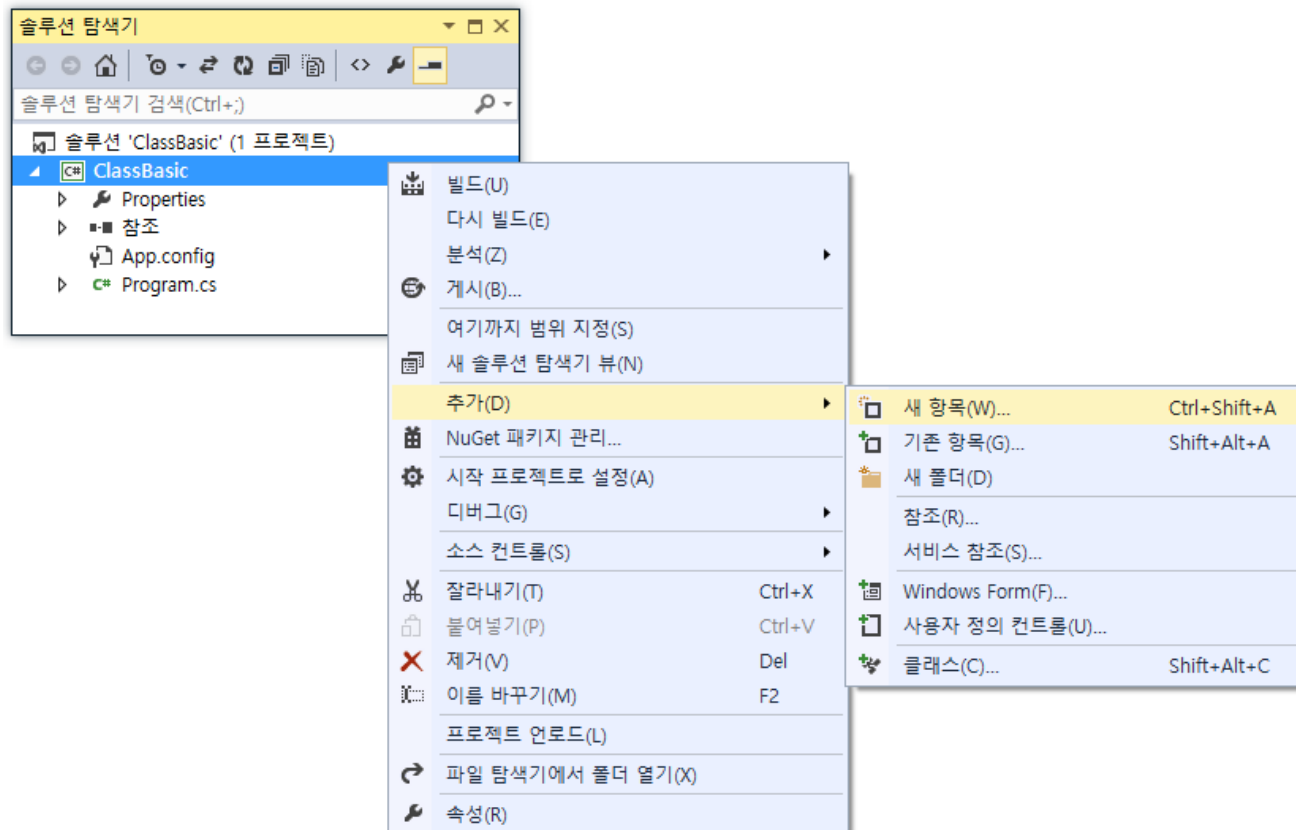 솔루션 탐색기
솔루션 탐색기 검색(Ctrl+;)
솔루션 'ClassBasic' (1 프로젝트)
C# ClassBasic
Properties
참조
App.config
C# Program.cs
빌드(U)
다시 빌드(E)
분석(Z)
게시(B)...
여기까지 범위 지정(S)
새 솔루션 탐색기 뷰(N)
추가(D)
NuGet 패키지 관리...
시작 프로젝트로 설정(A)
디버그(G)
소스 컨트롤(S)
잘라내기(T) Ctrl+X
붙여넣기(P) Ctrl+V
제거(V) Del
이름 바꾸기(M) F2
프로젝트 언로드(L)
파일 탐색기에서 폴더 열기(X)
속성(R)
새 항목(W)... Ctrl+Shift+A
기존 항목(G)... Shift+Alt+A
새 폴더(D)
참조(R)...
서비스 참조(S)...
Windows Form(F)...
사용자 정의 컨트롤(U)...
클래스(C)... Shift+Alt+C